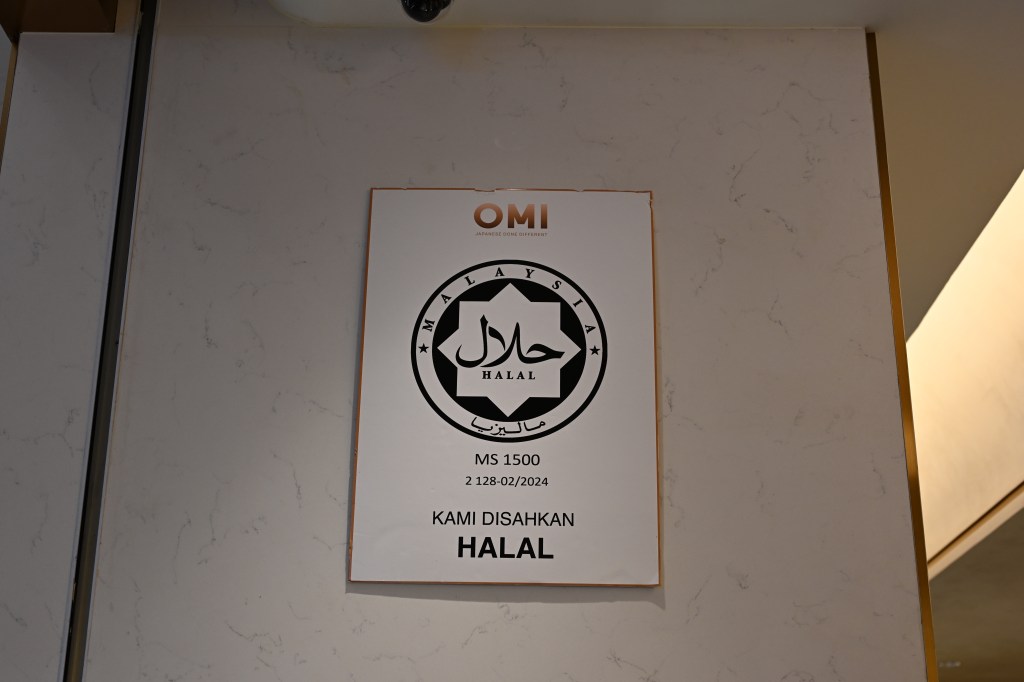 OMI
JAPANESE DONE DIFFERENT
MALAYSIA
حلال
HALAL
ماليزيا
MS 1500
2 128-02/2024
KAMI DISAHKAN
HALAL